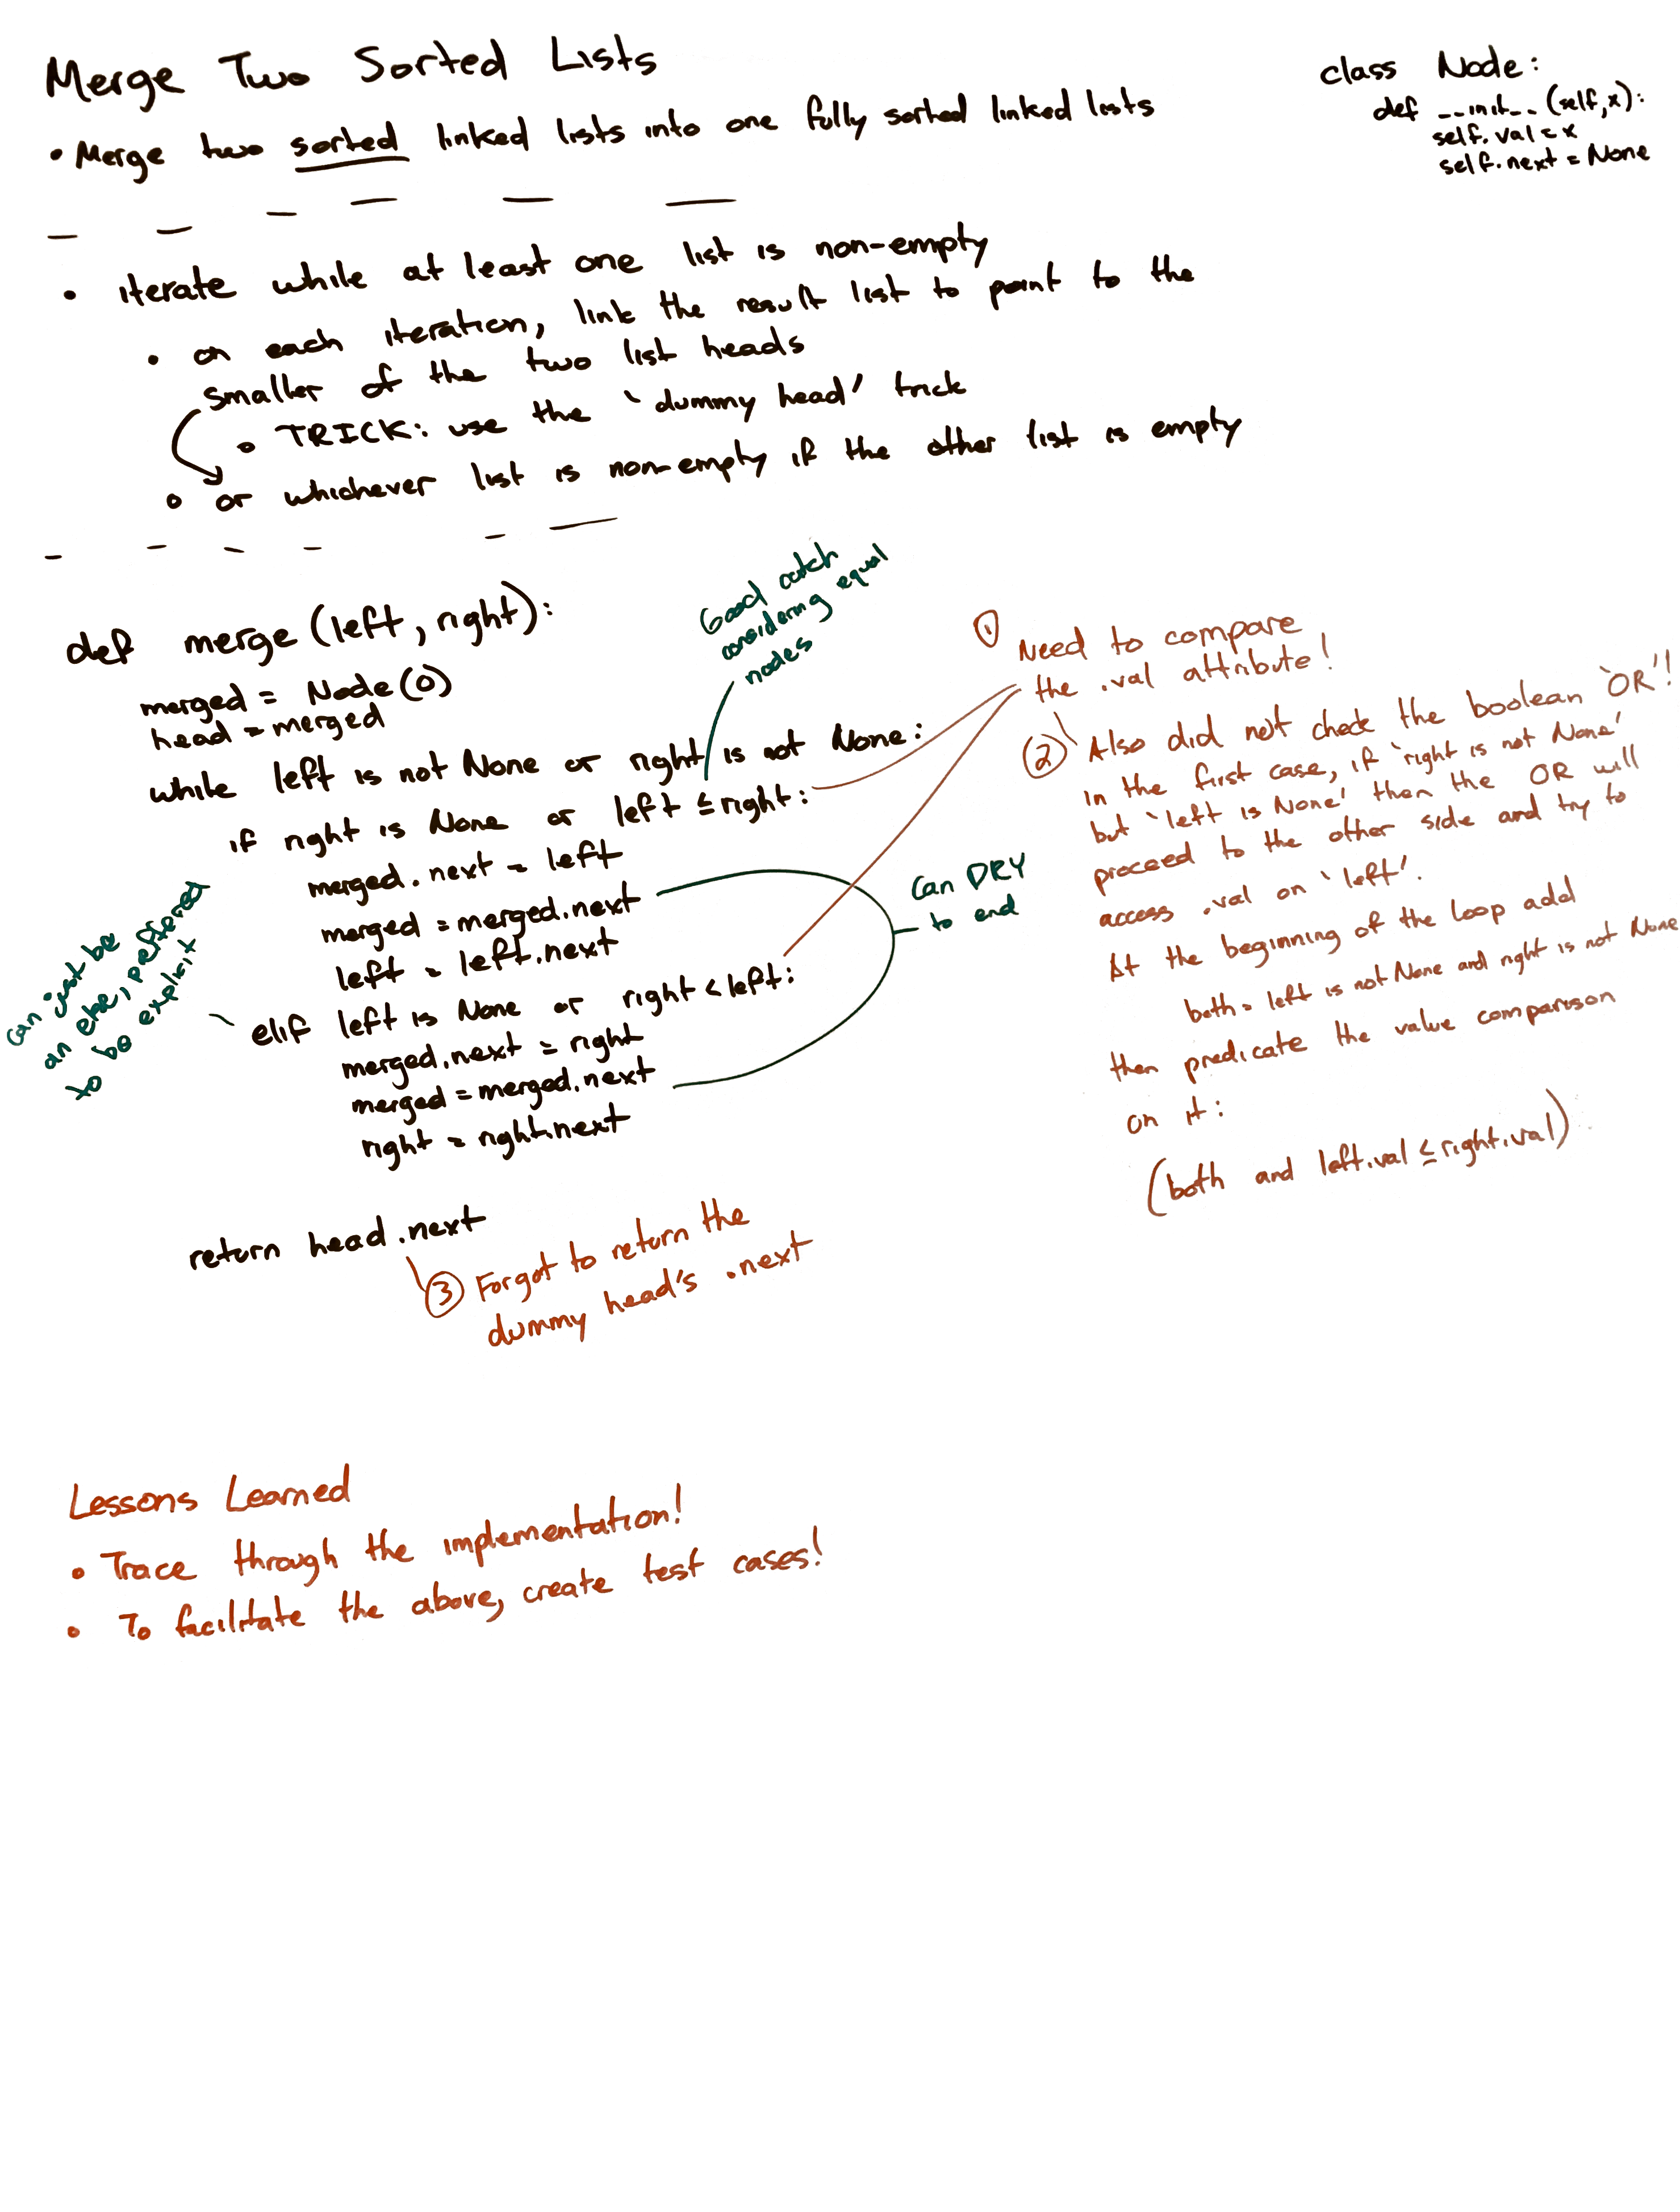 Merge Two Sorted Lists
• Merge two sorted linked lists into one fully sorted linked lists
class Node:
def __init__(self,x):
self.val = x
self.next = None
• iterate while at least one list is non-empty
• on each iteration, link the result list to point to the
smaller of the two list heads
• TRICK: use the `dummy head' trick
• or whichever list is non-empty if the other list is empty
def merge(left, right):
merged = Node(0)
head = merged
while left is not None or right is not None:
if right is None or left ≤ right:
merged.next = left
merged = merged.next
left = left.next
elif left is None or right < left:
merged.next = right
merged = merged.next
right = right.next
return head.next
Good catch
considering equal
nodes
can just be
an else, preffered
to be explicit
Can DRY
to end
① Need to compare
the .val attribute!
② Also did not check the boolean `OR'!
in the first case, if `right is not None'
but `left is None' then the OR will
proceed to the other side and try to
access .val on `left'.
At the beginning of the loop add
both = left is not None and right is not None
then predicate the value comparison
on it:
(both and left.val ≤ right.val)
③ Forgot to return the
dummy head's .next
Lessons Learned
• Trace through the implementation!
• To facilitate the above, create test cases!